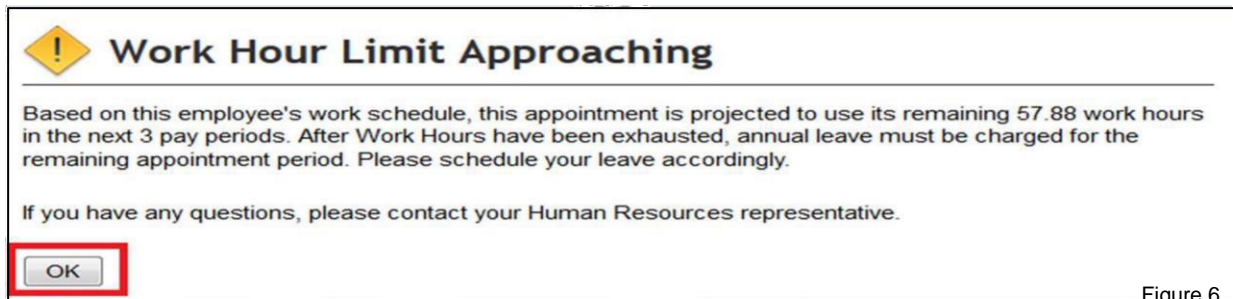 Work Hour Limit Approaching
Based on this employee's work schedule, this appointment is projected to use its remaining 57.88 work hours
in the next 3 pay periods. After Work Hours have been exhausted, annual leave must be charged for the
remaining appointment period. Please schedule your leave accordingly.
If you have any questions, please contact your Human Resources representative.
OK
Figure 6